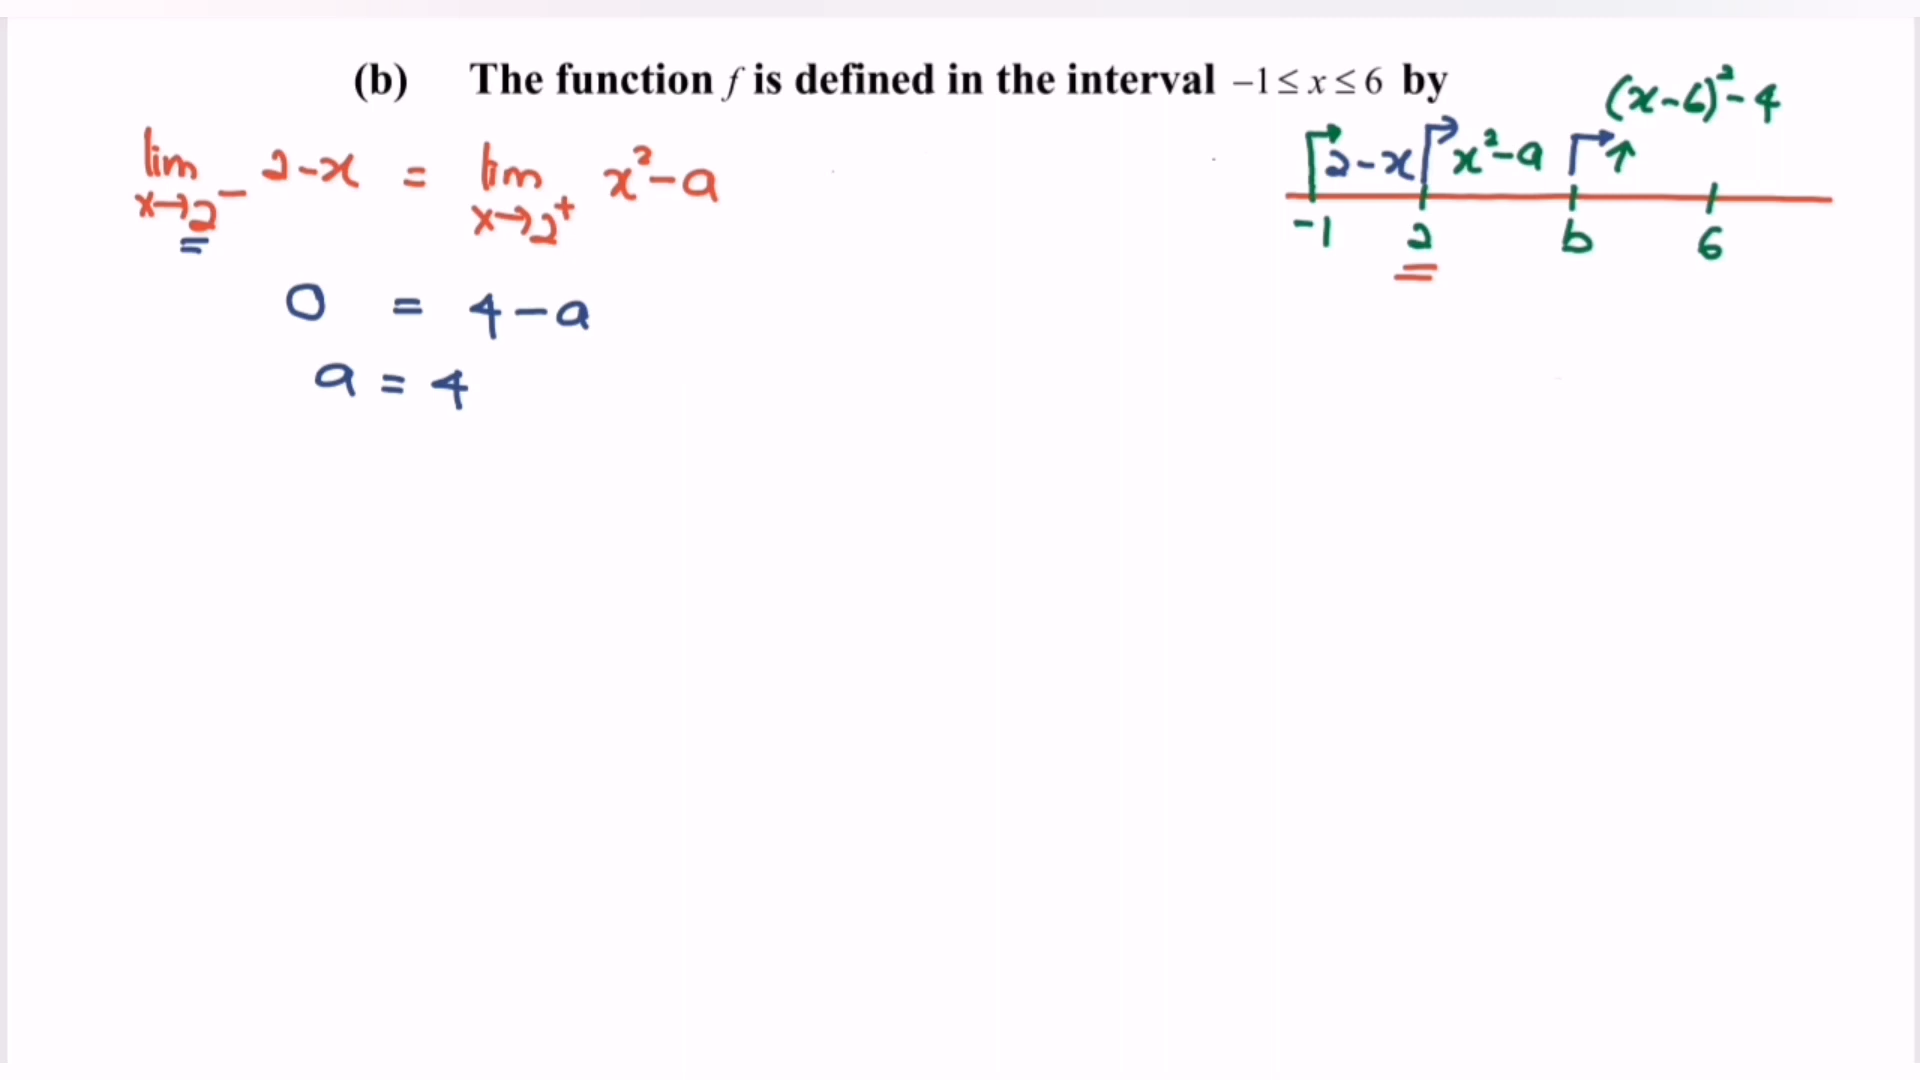 (b) The function f is defined in the interval −1 ≤ x ≤ 6 by
(x-6)²-4
2-x x²-a ↑
-1 2 b 6
lim x→2⁻ 2-x = lim x→2⁺ x²-a
0 = 4-a
a = 4